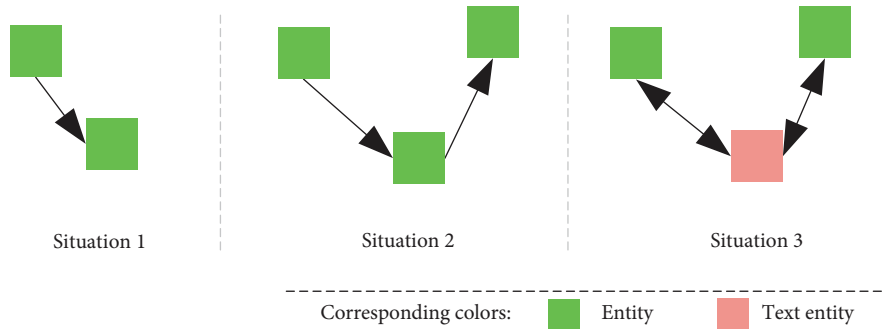 Situation 1
Situation 2
Situation 3
Corresponding colors: Entity Text entity